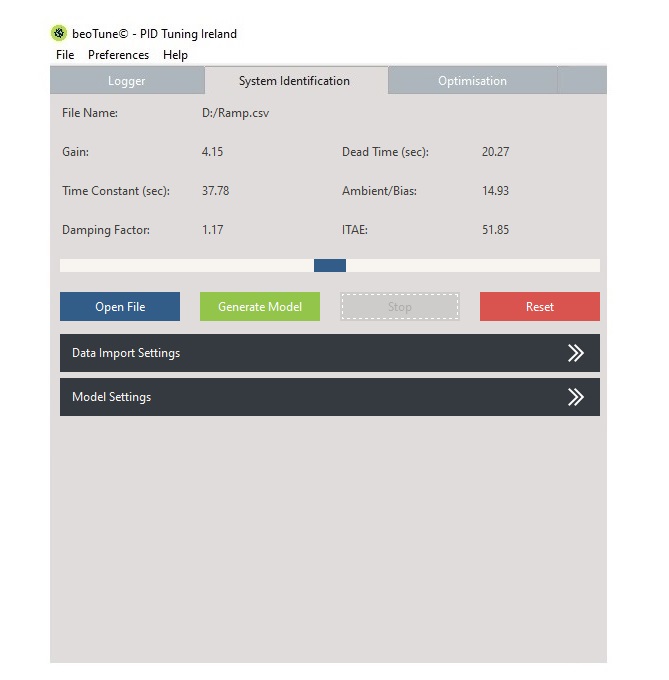 beoTune© - PID Tuning Ireland
File Preferences Help
Logger System Identification Optimisation
File Name: D:/Ramp.csv
Gain: 4.15 Dead Time (sec): 20.27
Time Constant (sec): 37.78 Ambient/Bias: 14.93
Damping Factor: 1.17 ITAE: 51.85
Open File Generate Model Stop Reset
Data Import Settings
Model Settings